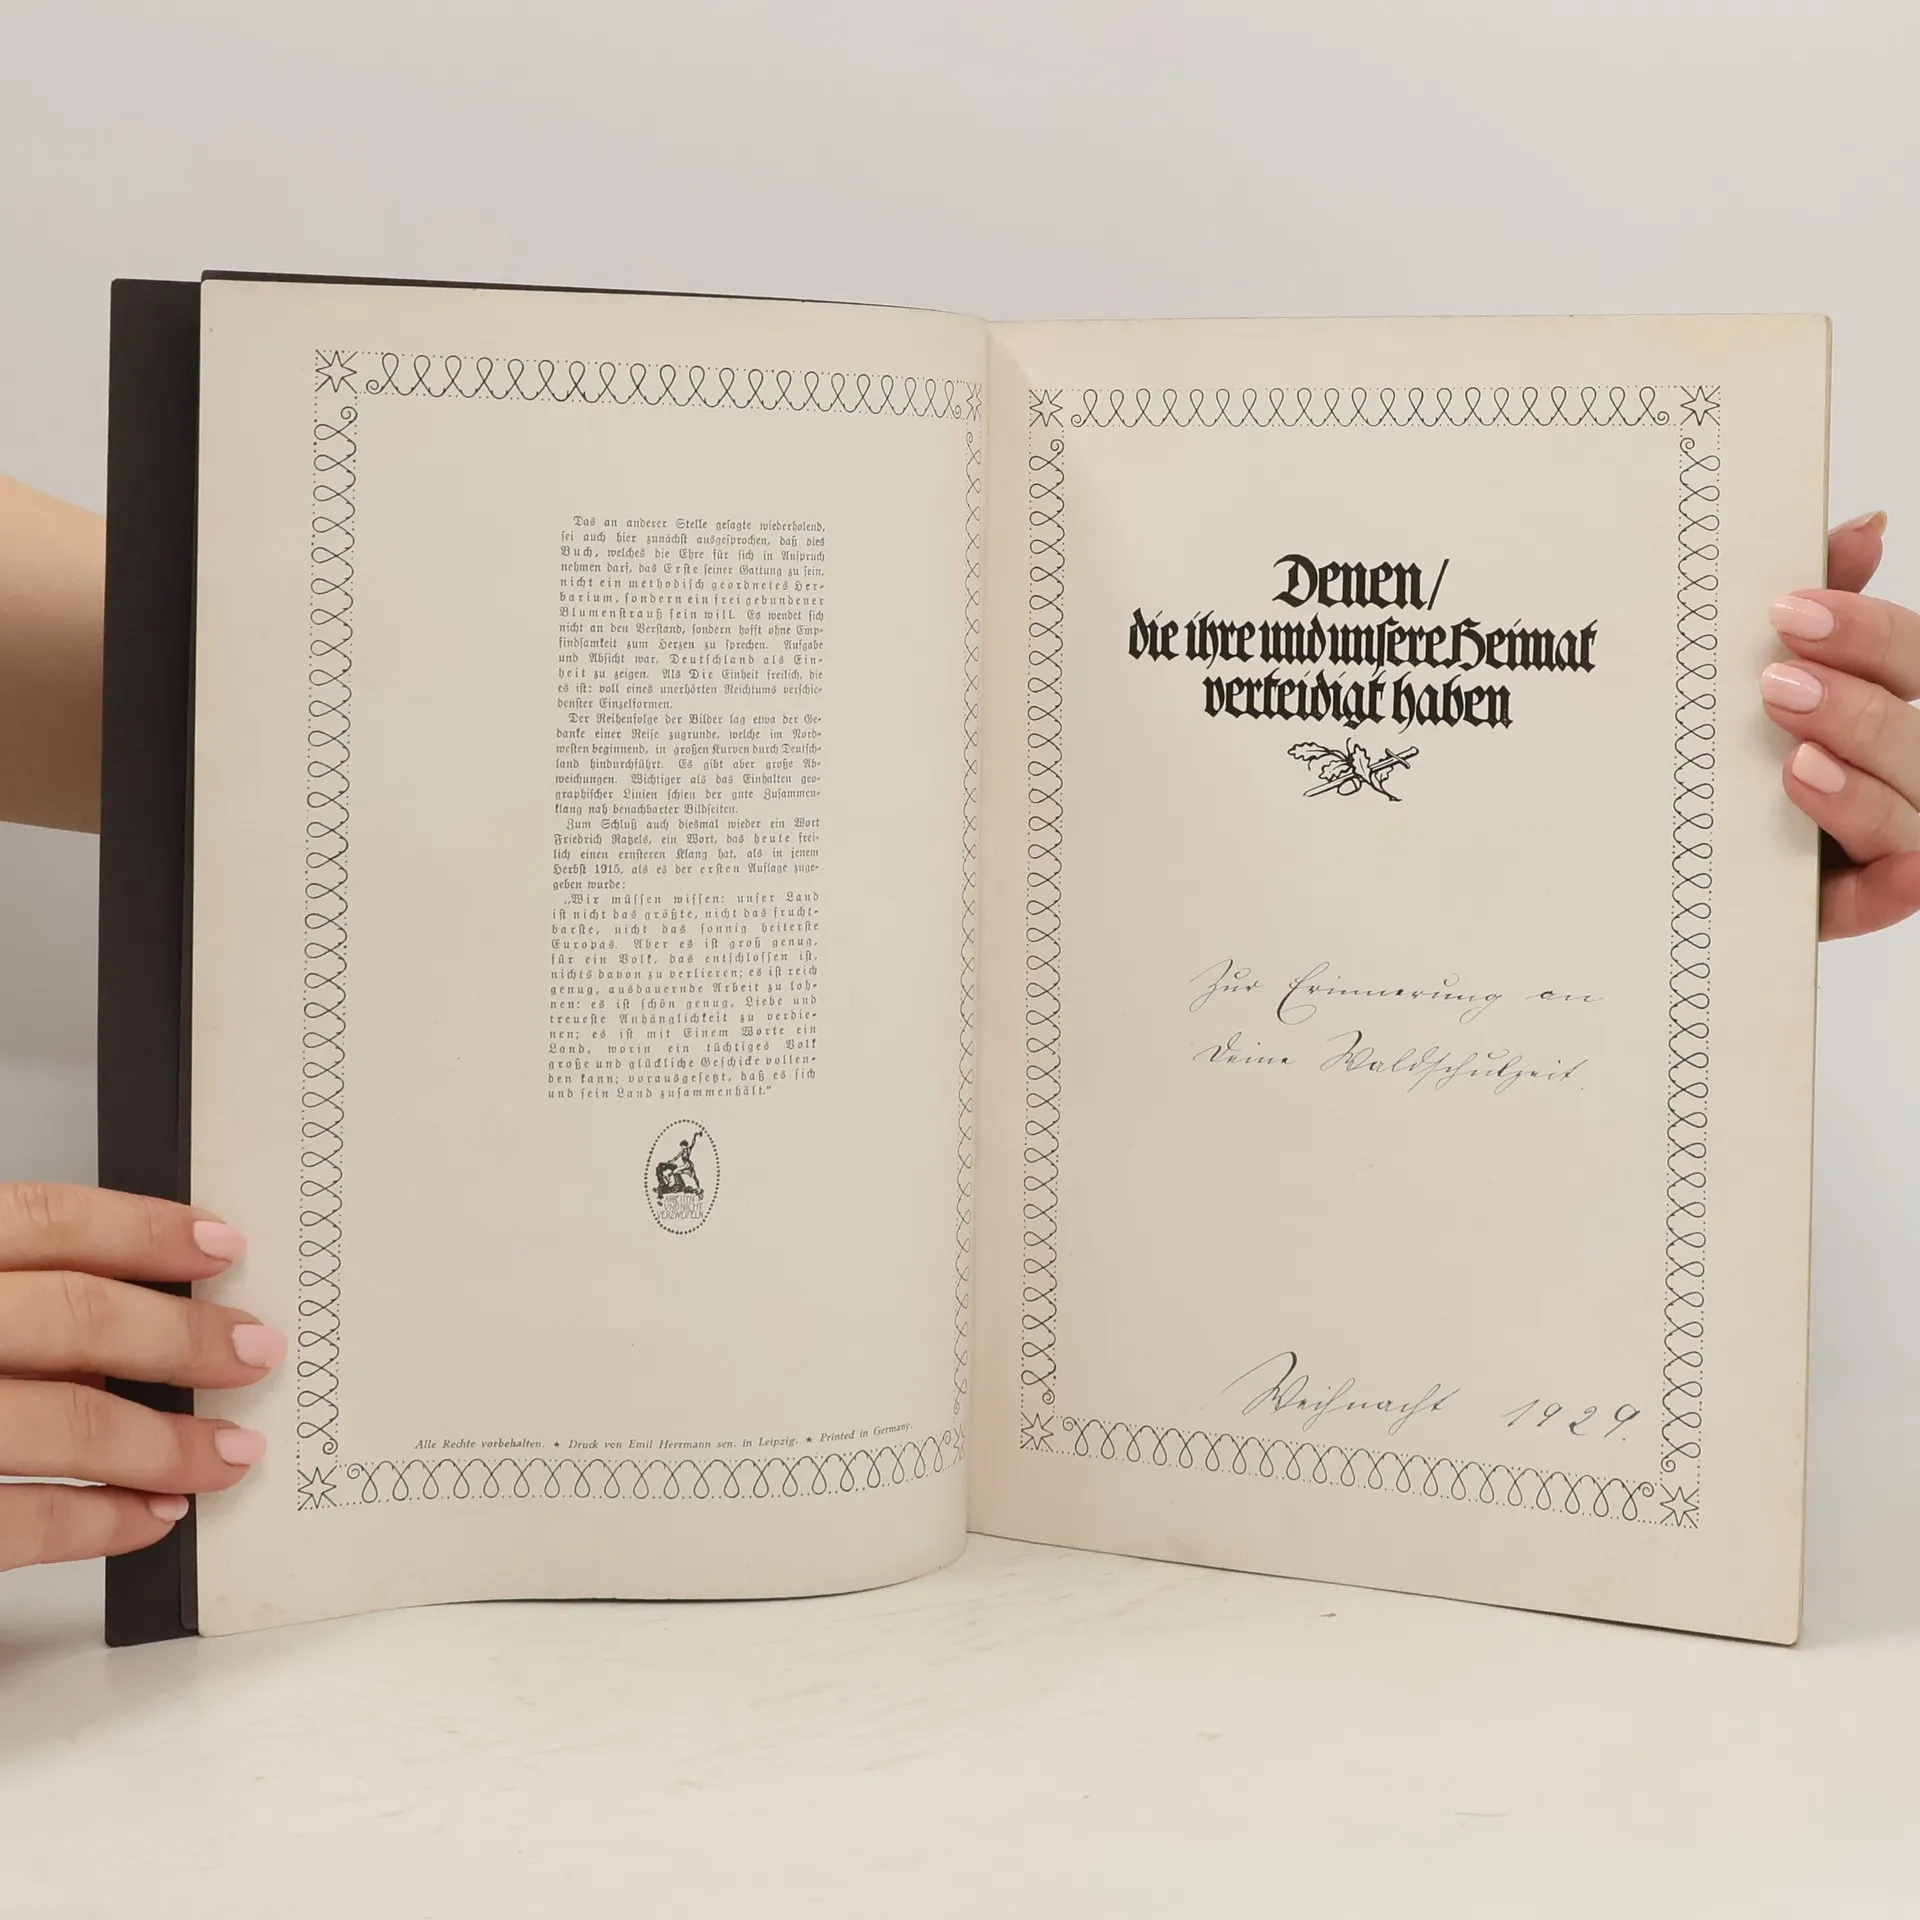 Das an anderer Stelle gesagte wiederholend,
sei auch hier zunächst ausgesprochen, daß dies
Buch, welches die Ehre für sich in Anspruch
nehmen darf, das Erste seiner Gattung zu sein,
nicht ein methodisch geordnetes Her-
barium, sondern ein frei gebundener
Blumenstrauß sein will. Es wendet sich
nicht an den Verstand, sondern hofft ohne Emp-
findsamkeit zum Herzen zu sprechen. Aufgabe
und Absicht war, Deutschland als Ein-
heit zu zeigen. Als Die Einheit freilich, die
es ist: voll eines unerhörten Reichtums verschie-
denster Einzelformen.
Der Reihenfolge der Bilder lag etwa der Ge-
danke einer Reise zugrunde, welche im Nord-
westen beginnend, in großen Kurven durch Deutsch-
land hindurchführt. Es gibt aber große Ab-
weichungen. Wichtiger als das Einhalten geo-
graphischer Linien schien der gute Zusammen-
klang nah benachbarter Bildseiten.
Zum Schluß auch diesmal wieder ein Wort
Friedrich Ratzels, ein Wort, das heute frei-
lich einen ernsteren Klang hat, als in jenem
Herbst 1915, als es der ersten Auflage zuge-
geben wurde:
„Wir müssen wissen: unser Land
ist nicht das größte, nicht das frucht-
barste, nicht das sonnig heiterste
Europas. Aber es ist groß genug,
für ein Volk, das entschlossen ist,
nichts davon zu verlieren; es ist reich
genug, ausdauernde Arbeit zu loh-
nen; es ist schön genug, Liebe und
treueste Anhänglichkeit zu verdie-
nen; es ist mit Einem Worte ein
Land, worin ein tüchtiges Volk
große und glückliche Geschicke vollen-
den kann; vorausgesetzt, daß es sich
und sein Land zusammenhält.“
ARBEITEN
UND NICHT
VERZWEIFELN
Alle Rechte vorbehalten. ★ Druck von Emil Herrmann sen. in Leipzig. ★ Printed in Germany.
Denen/
die ihre und unsere Heimat
verteidigt haben
Zur Erinnerung an
Deine Waldschulzeit.
Weihnacht 1929.